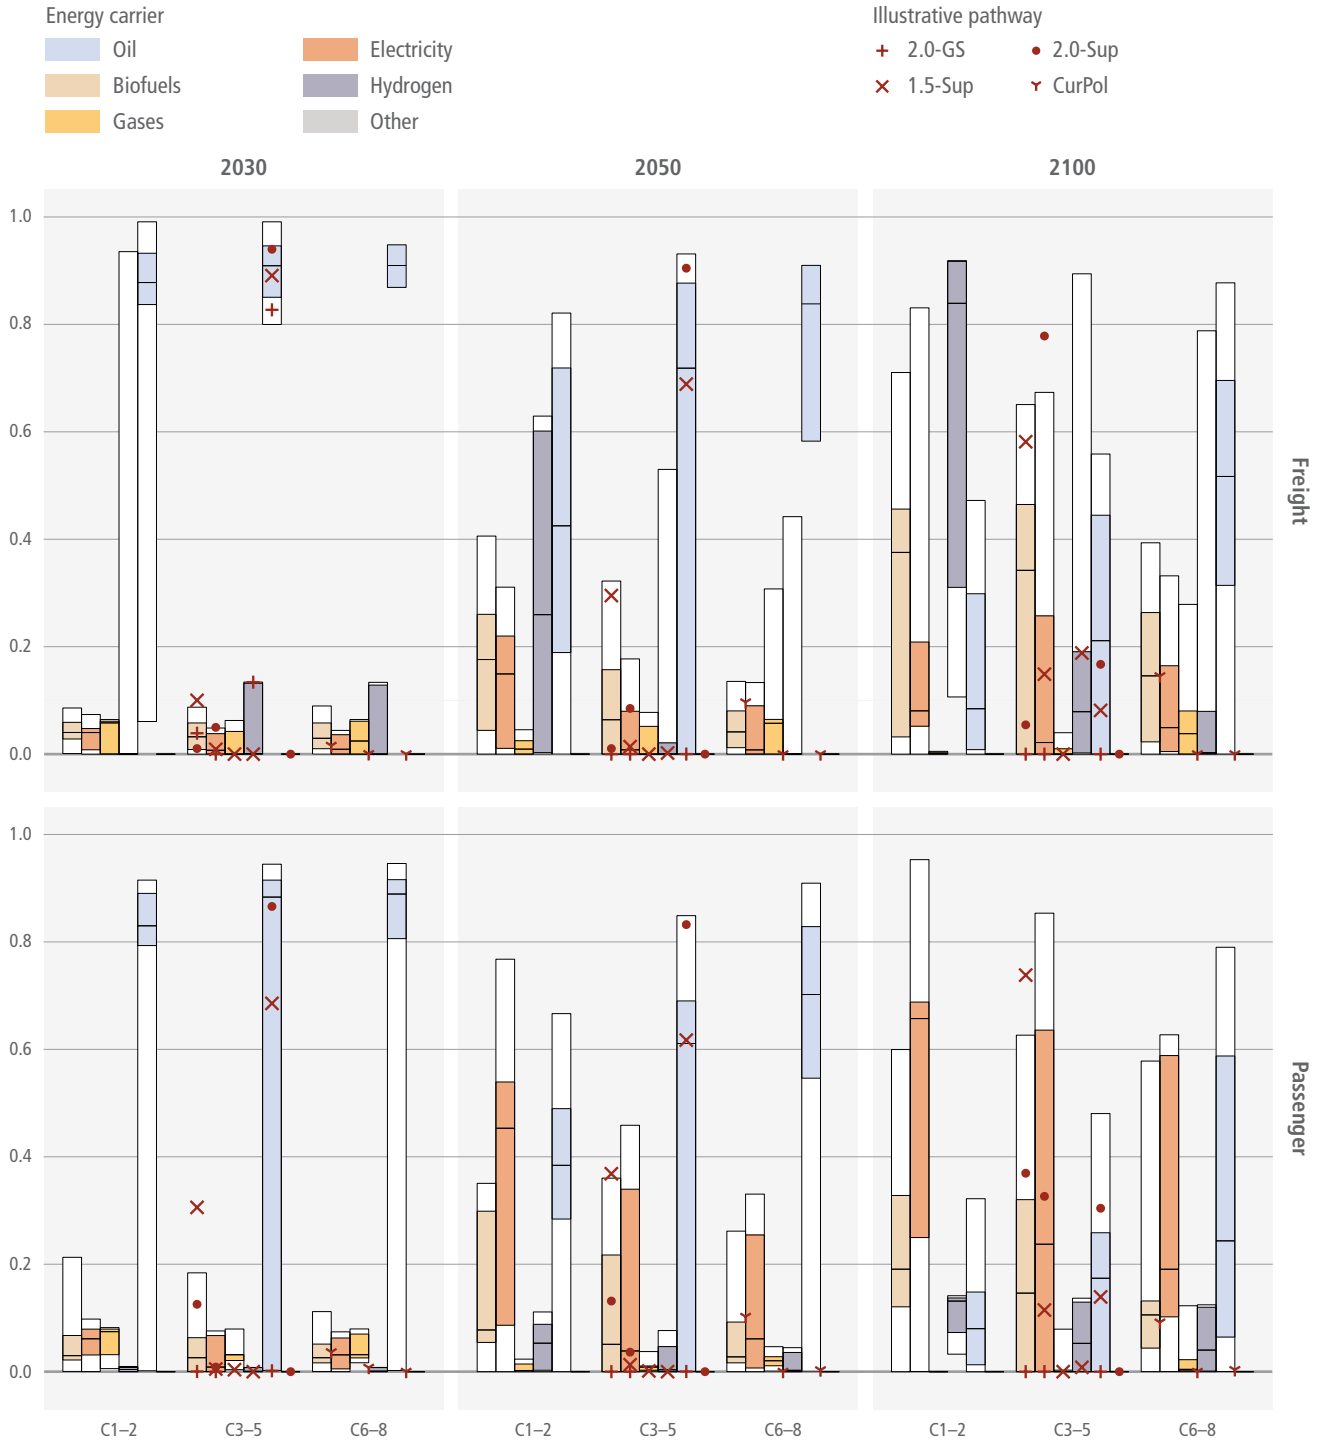 Energy carrier
Illustrative pathway
Oil
Electricity
2.0-GS
2.0-Sup
Biofuels
Hydrogen
1.5-Sup
CurPol
Gases
Other
2030
2050
2100
1.0
0.8
0.6
0.4
0.2
0.0
Freight
1.0
0.8
0.6
0.4
0.2
0.0
Passenger
C1–2
C3–5
C6–8
C1–2
C3–5
C6–8
C1–2
C3–5
C6–8